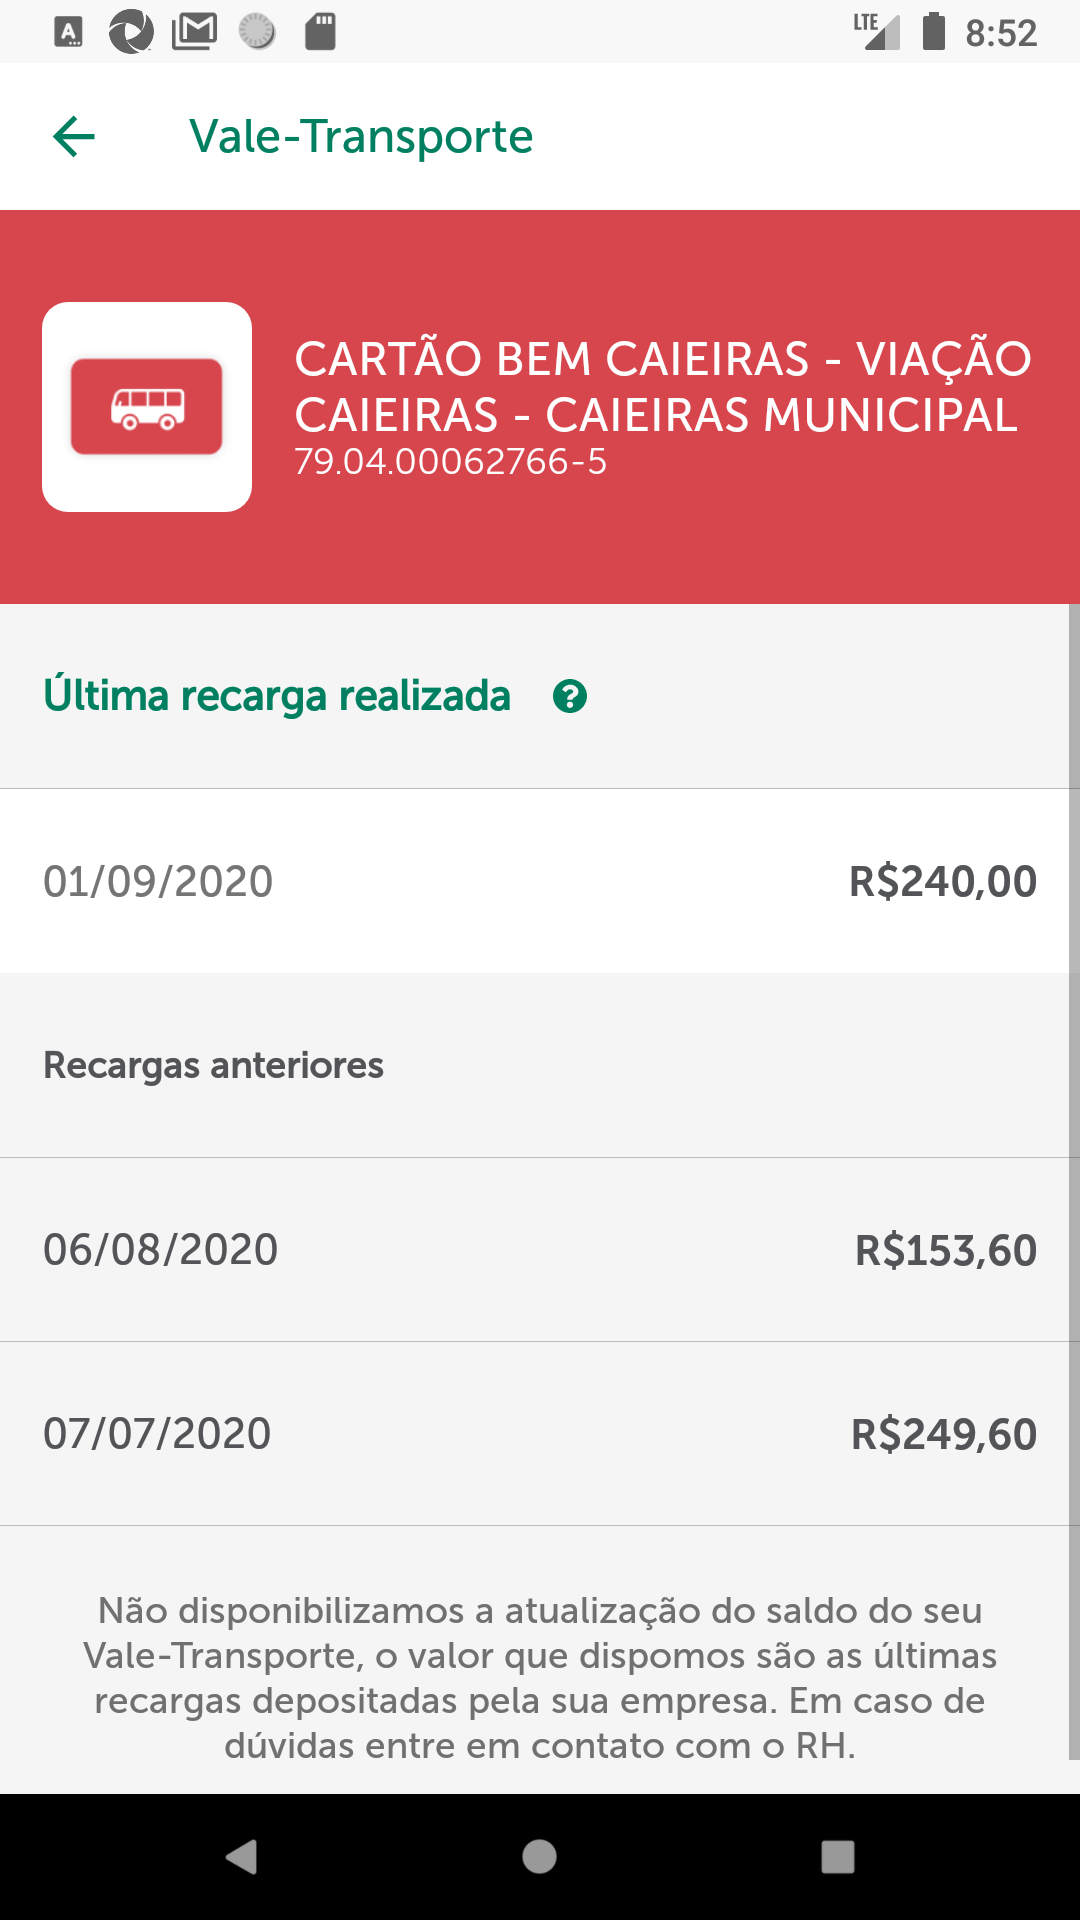 LTE 8:52
Vale-Transporte
CARTÃO BEM CAIEIRAS - VIAÇÃO
CAIEIRAS - CAIEIRAS MUNICIPAL
79.04.00062766-5
Última recarga realizada ?
01/09/2020 R$240,00
Recargas anteriores
06/08/2020 R$153,60
07/07/2020 R$249,60
Não disponibilizamos a atualização do saldo do seu
Vale-Transporte, o valor que dispomos são as últimas
recargas depositadas pela sua empresa. Em caso de
dúvidas entre em contato com o RH.